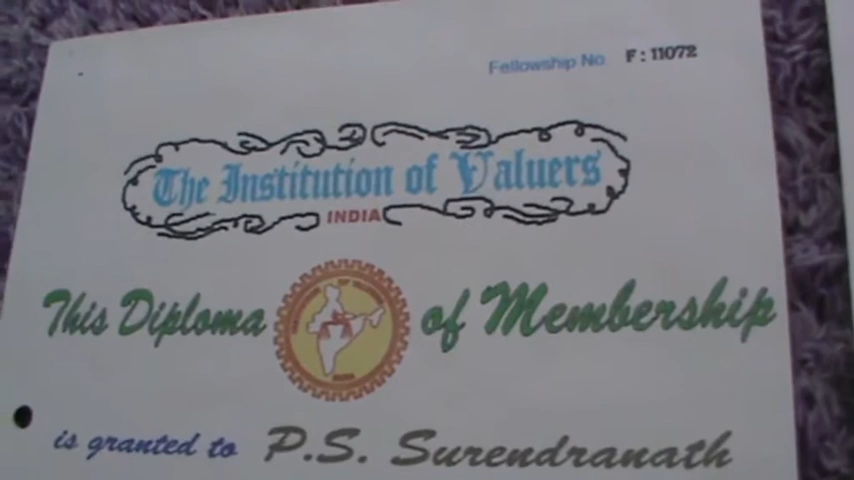 Fellowship No F : 11072
The Institution of Valuers
INDIA
This Diploma of Membership
is granted to P.S. Surendranath